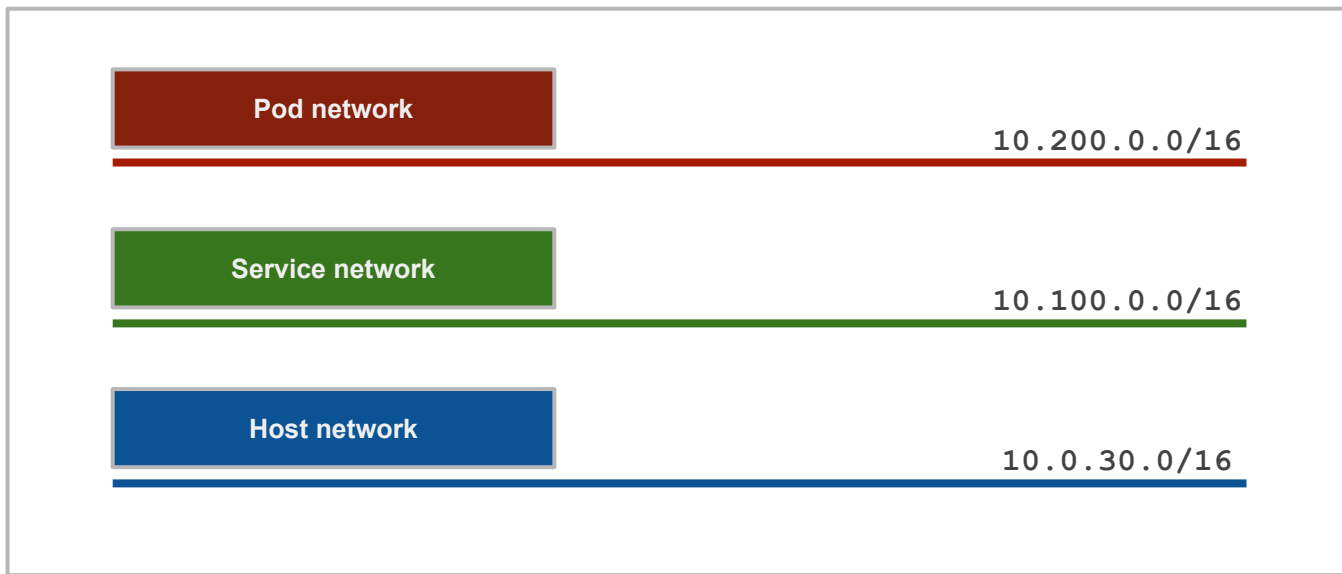 Pod network
10.200.0.0/16
Service network
10.100.0.0/16
Host network
10.0.30.0/16